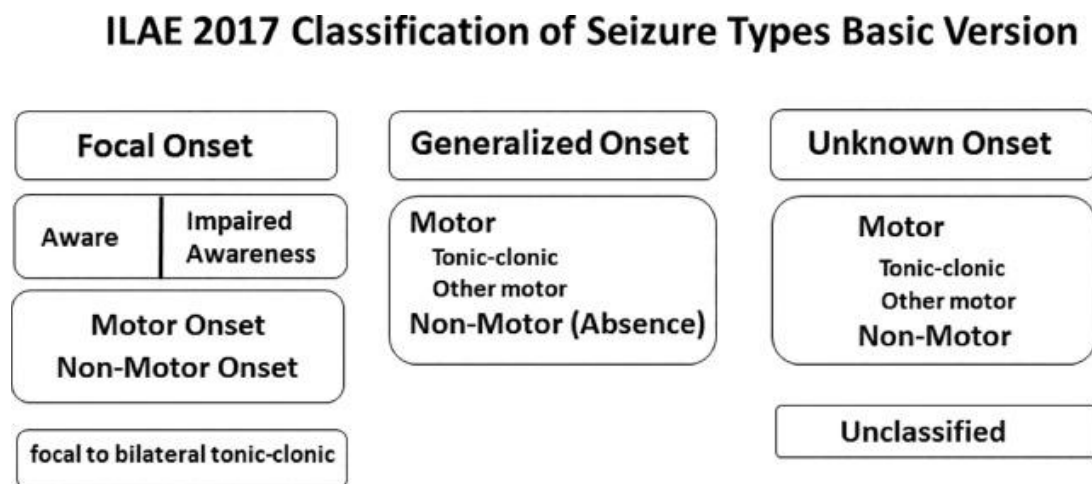 ILAE 2017 Classification of Seizure Types Basic Version
Focal Onset
Aware
Impaired
Awareness
Motor Onset
Non-Motor Onset
focal to bilateral tonic-clonic
Generalized Onset
Motor
Tonic-clonic
Other motor
Non-Motor (Absence)
Unknown Onset
Motor
Tonic-clonic
Other motor
Non-Motor
Unclassified